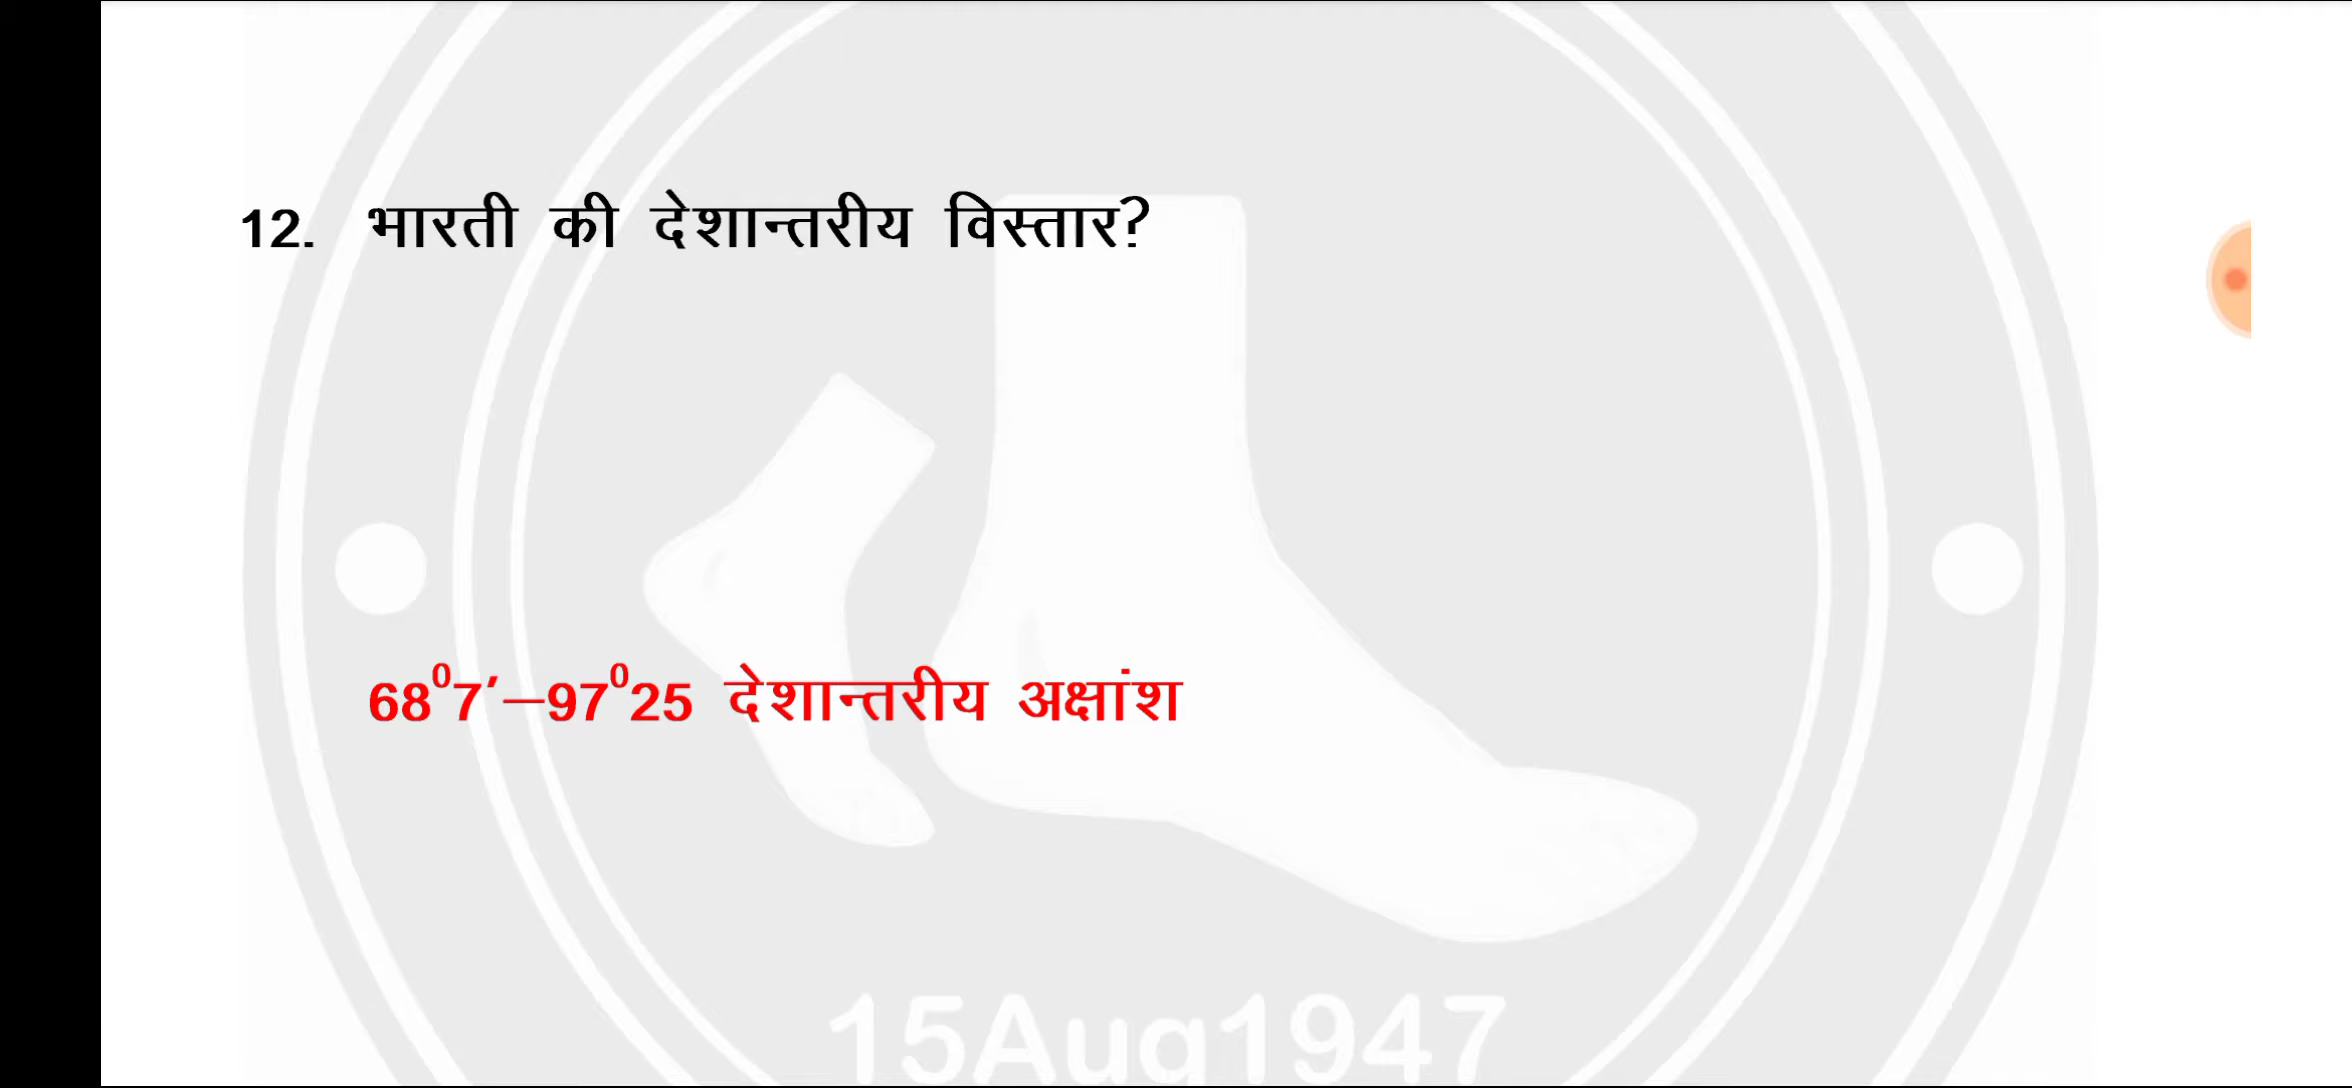 12. भारती की देशान्तरीय विस्तार?
68⁰7′–97⁰25 देशान्तरीय अक्षांश
15Aug1947